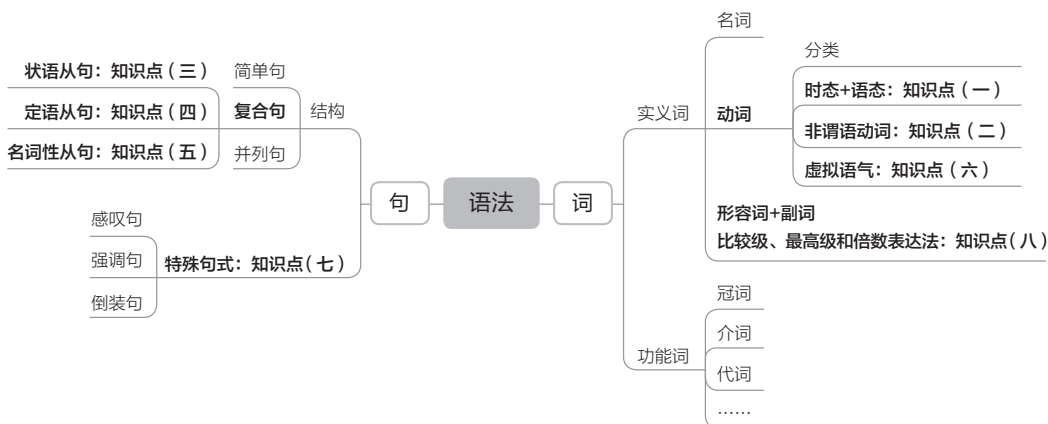 语法
句
结构
简单句
复合句
状语从句：知识点（三）
定语从句：知识点（四）
名词性从句：知识点（五）
并列句
特殊句式：知识点（七）
感叹句
强调句
倒装句
词
实义词
名词
动词
分类
时态+语态：知识点（一）
非谓语动词：知识点（二）
虚拟语气：知识点（六）
形容词+副词
比较级、最高级和倍数表达法：知识点（八）
功能词
冠词
介词
代词
……